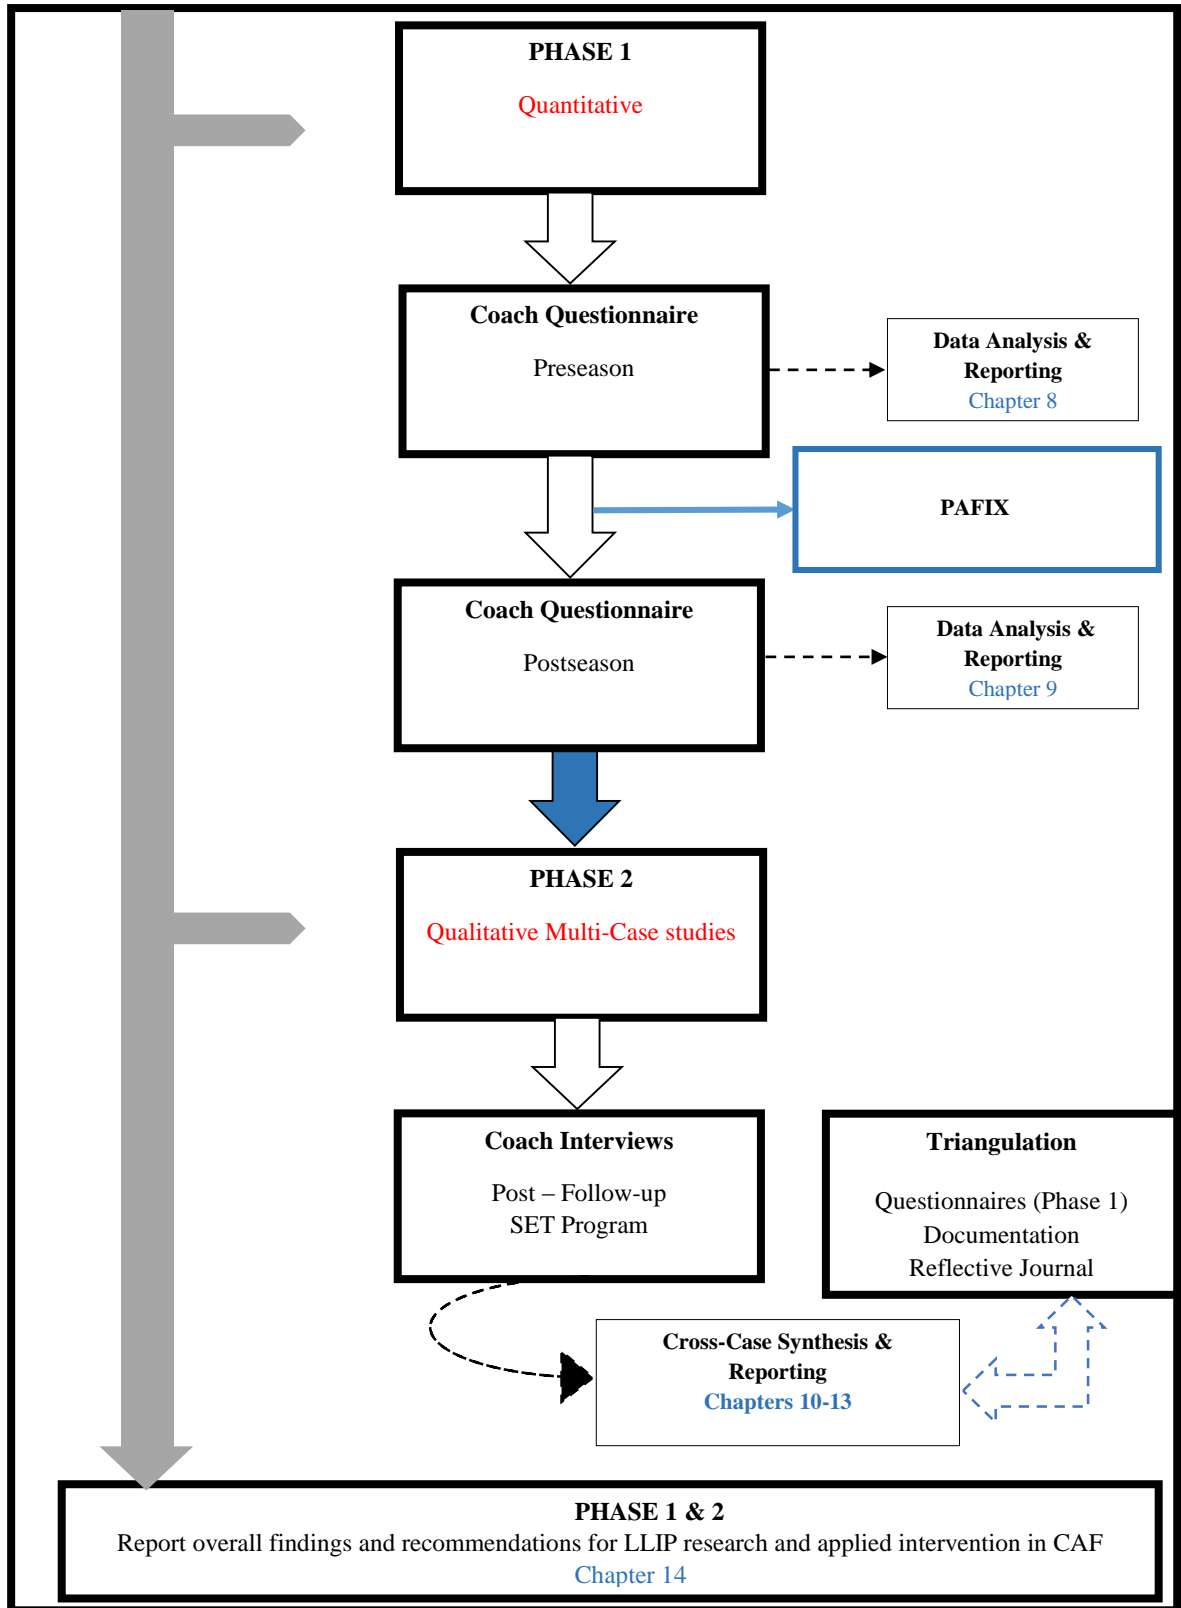 PHASE 1
Quantitative
Coach Questionnaire
Preseason
Data Analysis &
Reporting
Chapter 8
PAFIX
Coach Questionnaire
Postseason
Data Analysis &
Reporting
Chapter 9
PHASE 2
Qualitative Multi-Case studies
Coach Interviews
Post – Follow-up
SET Program
Triangulation
Questionnaires (Phase 1)
Documentation
Reflective Journal
Cross-Case Synthesis &
Reporting
Chapters 10-13
PHASE 1 & 2
Report overall findings and recommendations for LLIP research and applied intervention in CAF
Chapter 14